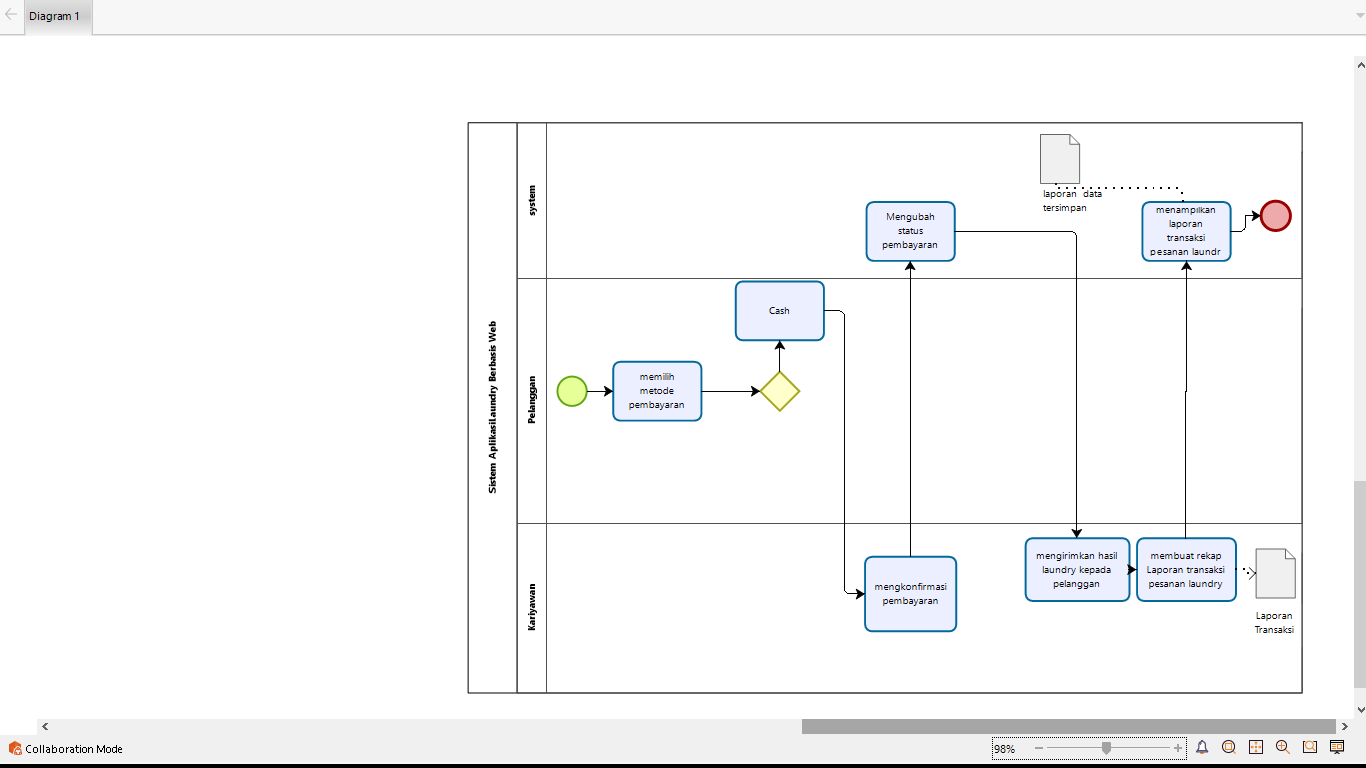 Diagram 1
Sistem AplikasiLaundry Berbasis Web
system
laporan data
tersimpan
Mengubah
status
pembayaran
menampilkan
laporan
transaksi
pesanan laundr
Pelanggan
Cash
memilih
metode
pembayaran
Kariyawan
mengkonfirmasi
pembayaran
mengirimkan hasil
laundry kepada
pelanggan
membuat rekap
Laporan transaksi
pesanan laundry
Laporan
Transaksi
Collaboration Mode
98%